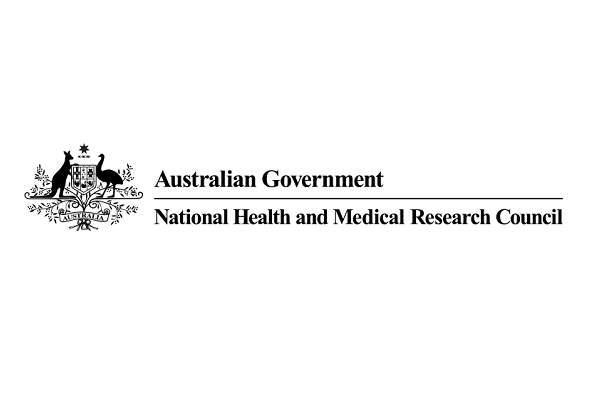 Australian Government
National Health and Medical Research Council
AUSTRALIA